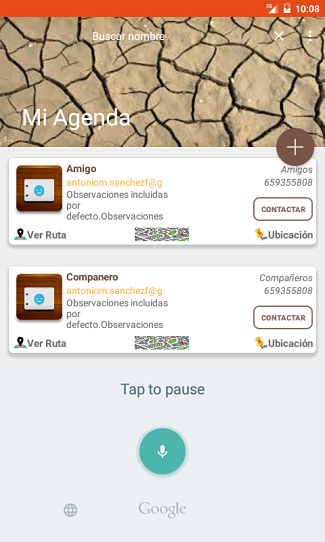 3G 10:08
Buscar nombre
Mi Agenda
Amigo
Amigos
antoniom.sanchezf@g
659355808
Observaciones incluidas
por
defecto.Observaciones
CONTACTAR
Ver Ruta
Ubicación
Companero
Compañeros
antoniom.sanchezf@g
659355808
Observaciones incluidas
por
defecto.Observaciones
CONTACTAR
Ver Ruta
Ubicación
Tap to pause
Google